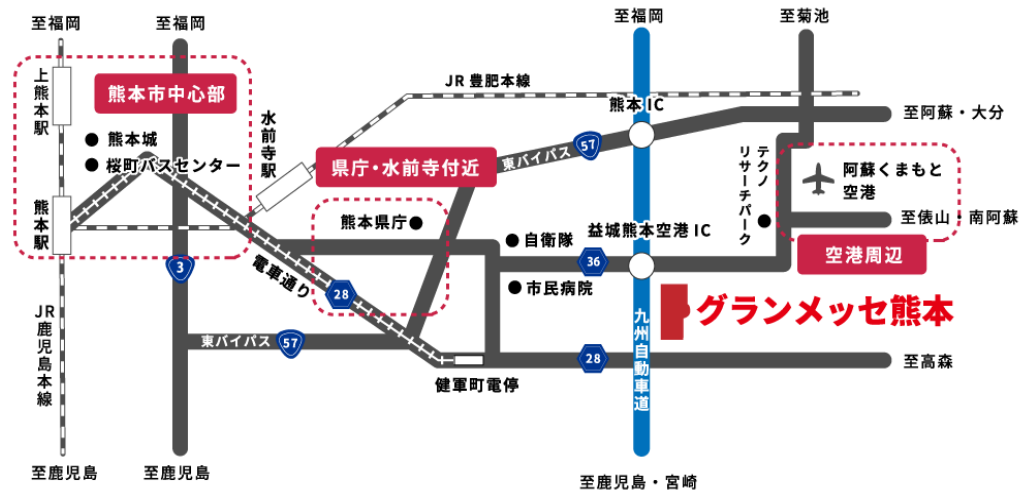 至福岡
至福岡
至福岡
至菊池
上熊本駅
熊本市中心部
JR豊肥本線
熊本IC
至阿蘇・大分
水前寺駅
熊本城
桜町バスセンター
県庁・水前寺付近
東バイパス
57
テクノ
リサーチパーク
阿蘇くまもと
空港
熊本駅
熊本県庁
益城熊本空港IC
至俵山・南阿蘇
自衛隊
空港周辺
3
電車通り
28
36
市民病院
グランメッセ熊本
JR鹿児島本線
東バイパス
57
九州自動車道
28
至高森
健軍町電停
至鹿児島
至鹿児島
至鹿児島・宮崎